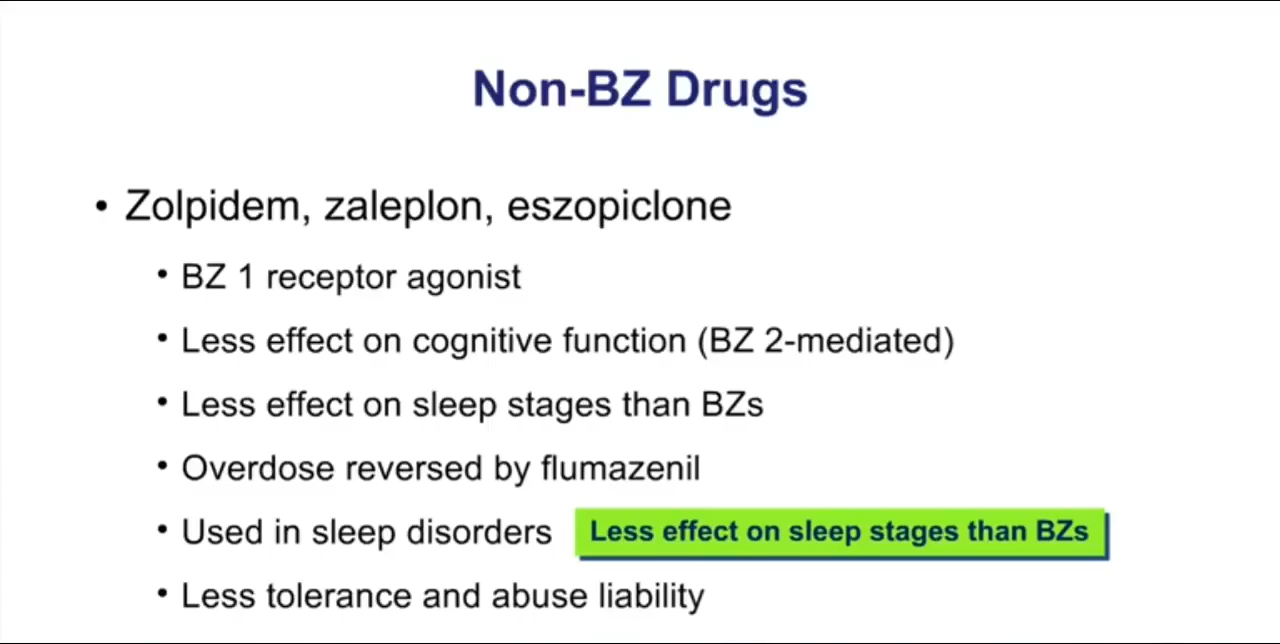 Non-BZ Drugs
• Zolpidem, zaleplon, eszopiclone
• BZ 1 receptor agonist
• Less effect on cognitive function (BZ 2-mediated)
• Less effect on sleep stages than BZs
• Overdose reversed by flumazenil
• Used in sleep disorders Less effect on sleep stages than BZs
• Less tolerance and abuse liability